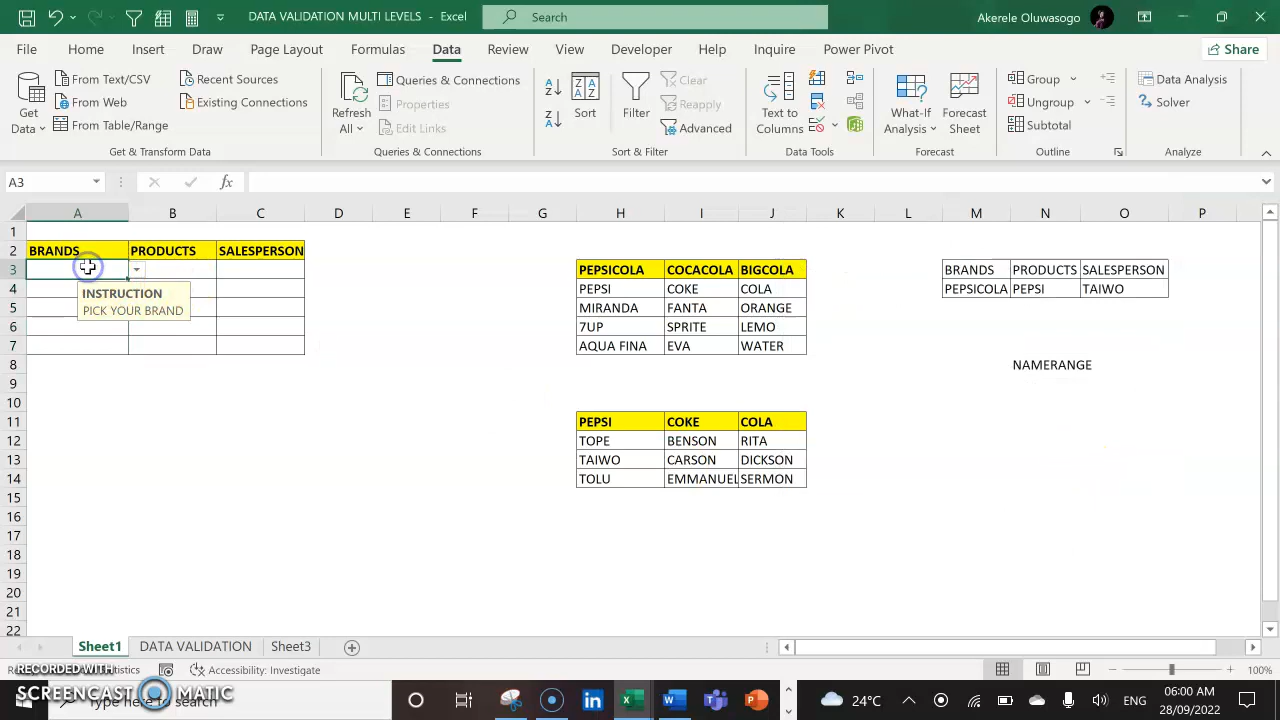 DATA VALIDATION MULTI LEVELS - Excel
Search
Akerele Oluwasogo
File Home Insert Draw Page Layout Formulas Data Review View Automate Developer Help Inquire Power Pivot Share
Get Data
From Text/CSV
From Web
From Table/Range
Recent Sources
Existing Connections
Get & Transform Data
Refresh All
Queries & Connections
Properties
Edit Links
Queries & Connections
Sort
Filter
Clear
Reapply
Advanced
Sort & Filter
Text to Columns
Data Tools
What-If Analysis
Forecast Sheet
Forecast
Group
Ungroup
Subtotal
Outline
Data Analysis
Solver
Analyze
A3 fx
A B C D E F G H I J K L M N O P
1
2 BRANDS PRODUCTS SALESPERSON
3 PEPSICOLA COCACOLA BIGCOLA BRANDS PRODUCTS SALESPERSON
4 PEPSI COKE COLA PEPSICOLA PEPSI TAIWO
INSTRUCTION
PICK YOUR BRAND
5 MIRANDA FANTA ORANGE
6 7UP SPRITE LEMO
7 AQUA FINA EVA WATER
8 NAMERANGE
9
10
11 PEPSI COKE COLA
12 TOPE BENSON RITA
13 TAIWO CARSON DICKSON
14 TOLU EMMANUEL SERMON
15
16
17
18
19
20
21
22
Sheet1 DATA VALIDATION Sheet3
Accessibility: Investigate
100%
RECORDED WITH
SCREENCAST MATIC
Type here to search
24°C
ENG
06:00 AM
28/09/2022